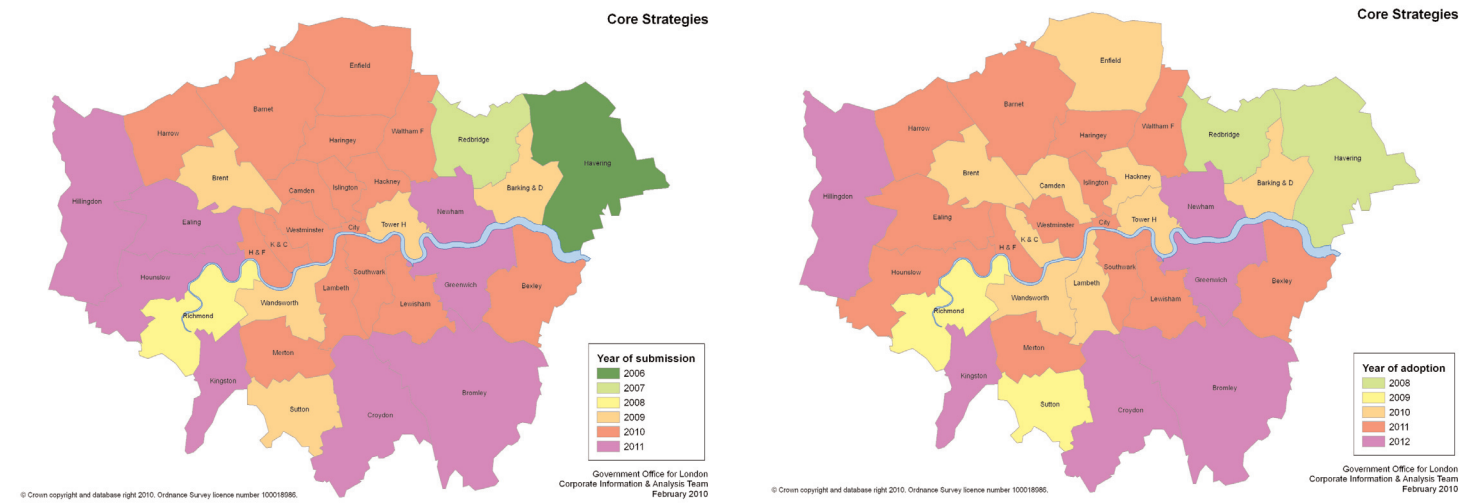 Core Strategies
Enfield
Barnet
Harrow
Haringey
Waltham F
Redbridge
Havering
Brent
Camden
Islington
Hackney
Barking & D
Hillingdon
Ealing
Newham
Tower H
Westminster
City
K & C
H & F
Hounslow
Southwark
Greenwich
Bexley
Richmond
Wandsworth
Lambeth
Lewisham
Merton
Kingston
Sutton
Croydon
Bromley
Year of submission
2006
2007
2008
2009
2010
2011
Government Office for London
Corporate Information & Analysis Team
February 2010
© Crown copyright and database right 2010. Ordnance Survey licence number 100018986.
Core Strategies
Enfield
Barnet
Harrow
Haringey
Waltham F
Redbridge
Havering
Brent
Camden
Islington
Hackney
Barking & D
Hillingdon
Ealing
Newham
Tower H
Westminster
City
K & C
H & F
Hounslow
Southwark
Greenwich
Bexley
Richmond
Wandsworth
Lambeth
Lewisham
Merton
Kingston
Sutton
Croydon
Bromley
Year of adoption
2008
2009
2010
2011
2012
Government Office for London
Corporate Information & Analysis Team
February 2010
© Crown copyright and database right 2010. Ordnance Survey licence number 100018986.